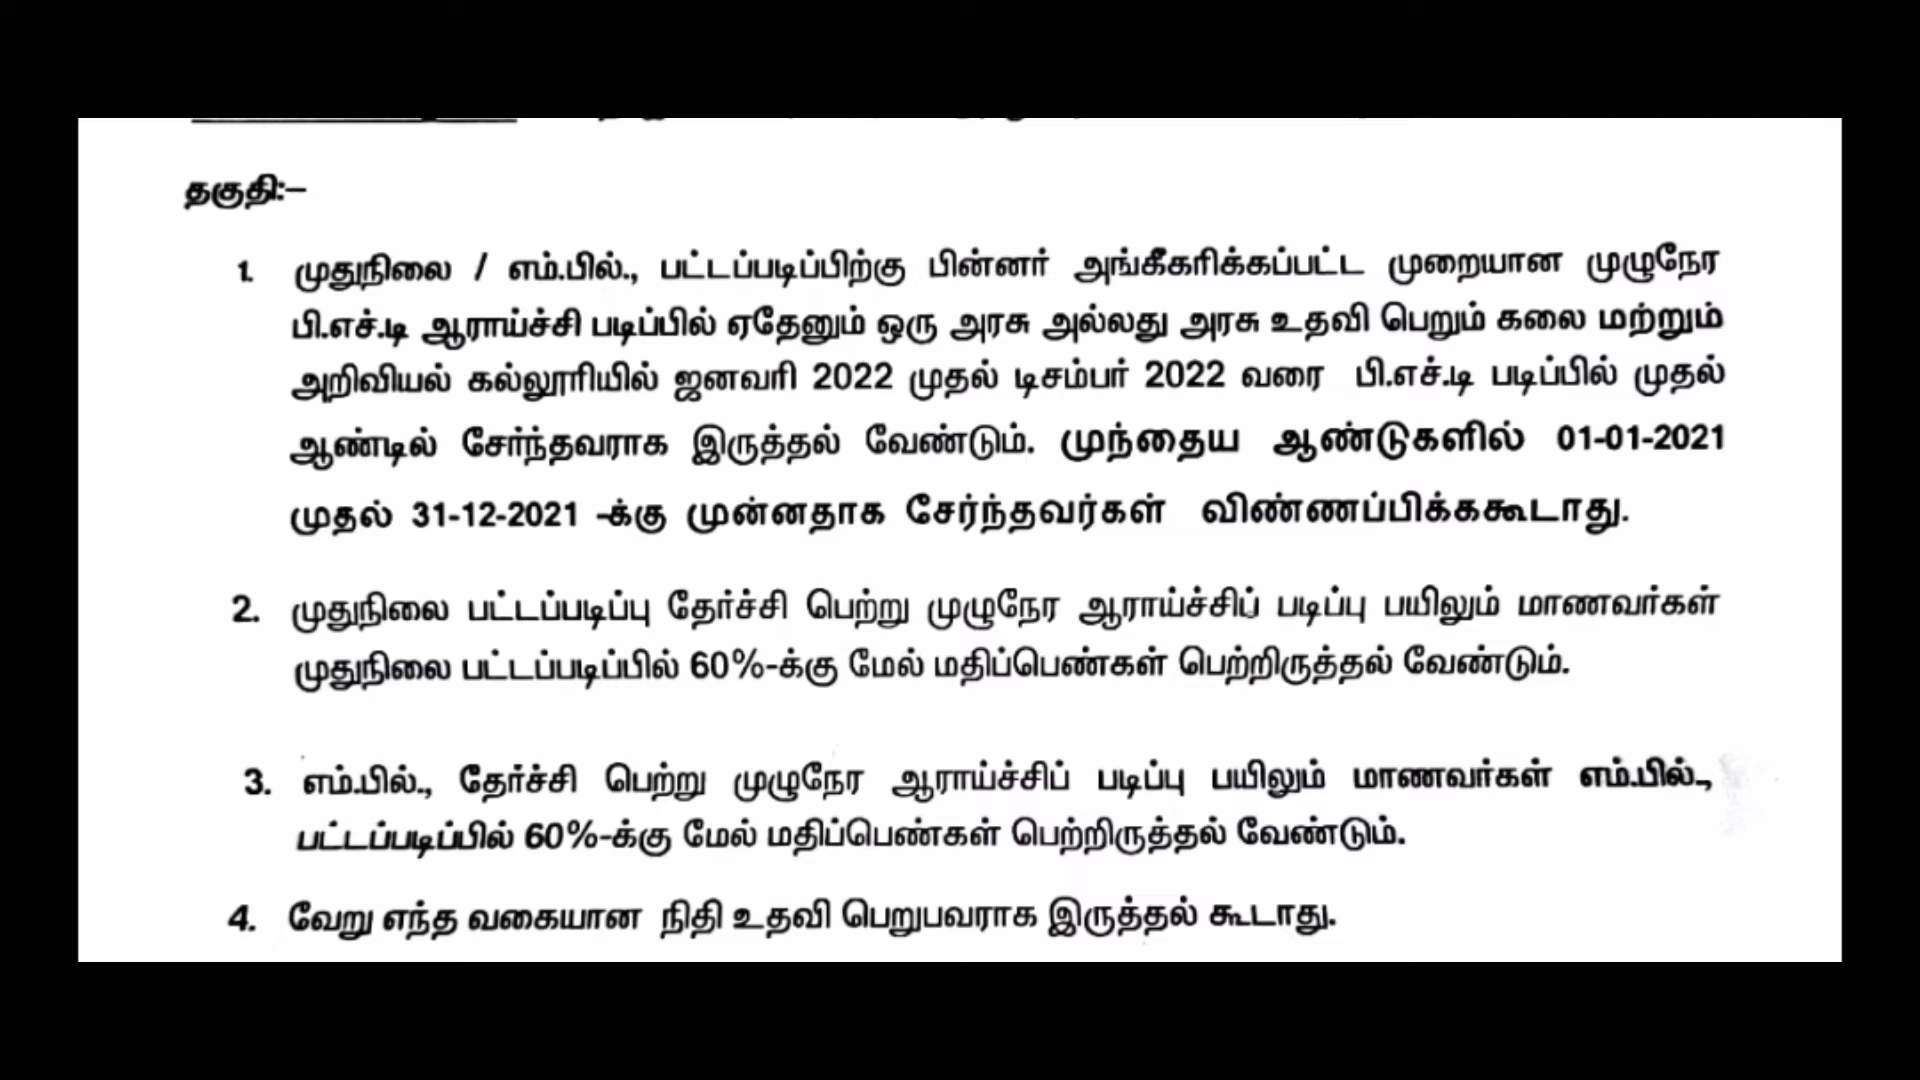 தகுதி:–
1. முதுநிலை / எம்.பில்., பட்டப்படிப்பிற்கு பின்னர் அங்கீகரிக்கப்பட்ட முறையான முழுநேர
பி.எச்.டி ஆராய்ச்சி படிப்பில் ஏதேனும் ஒரு அரசு அல்லது அரசு உதவி பெறும் கலை மற்றும்
அறிவியல் கல்லூரியில் ஜனவரி 2022 முதல் டிசம்பர் 2022 வரை பி.எச்.டி படிப்பில் முதல்
ஆண்டில் சேர்ந்தவராக இருத்தல் வேண்டும். முந்தைய ஆண்டுகளில் 01-01-2021
முதல் 31-12-2021 -க்கு முன்னதாக சேர்ந்தவர்கள் விண்ணப்பிக்ககூடாது.
2. முதுநிலை பட்டப்படிப்பு தேர்ச்சி பெற்று முழுநேர ஆராய்ச்சிப் படிப்பு பயிலும் மாணவர்கள்
முதுநிலை பட்டப்படிப்பில் 60%-க்கு மேல் மதிப்பெண்கள் பெற்றிருத்தல் வேண்டும்.
3. எம்.பில்., தேர்ச்சி பெற்று முழுநேர ஆராய்ச்சிப் படிப்பு பயிலும் மாணவர்கள் எம்.பில்.,
பட்டப்படிப்பில் 60%-க்கு மேல் மதிப்பெண்கள் பெற்றிருத்தல் வேண்டும்.
4. வேறு எந்த வகையான நிதி உதவி பெறுபவராக இருத்தல் கூடாது.